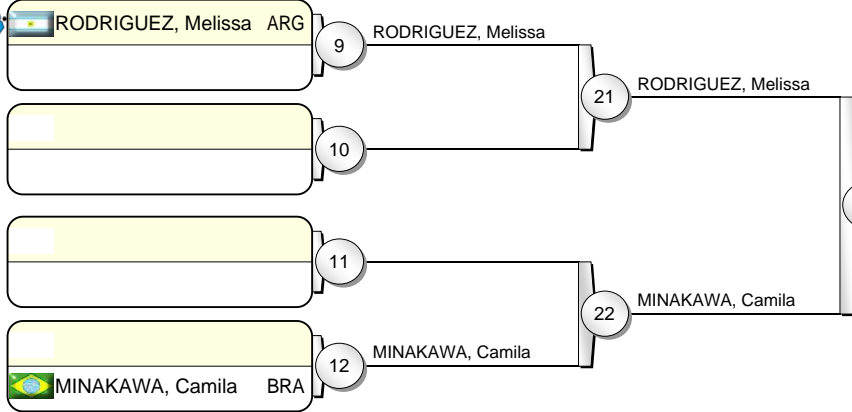 RODRIGUEZ, Melissa ARG
9
RODRIGUEZ, Melissa
21
RODRIGUEZ, Melissa
10
11
22
MINAKAWA, Camila
12
MINAKAWA, Camila
MINAKAWA, Camila BRA